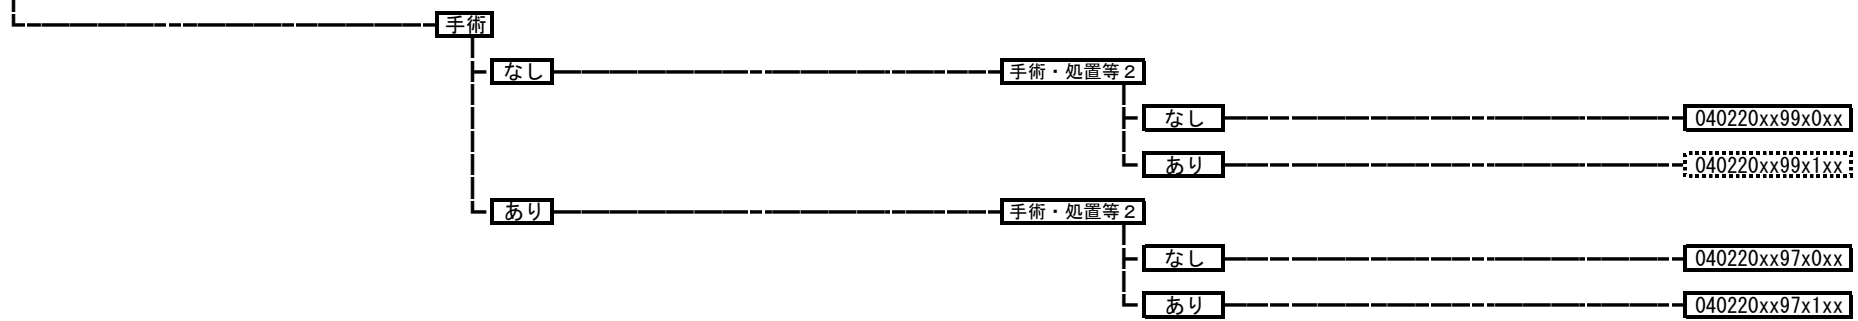 手術
なし 手術・処置等２
なし 040220xx99x0xx
あり 040220xx99x1xx
あり 手術・処置等２
なし 040220xx97x0xx
あり 040220xx97x1xx